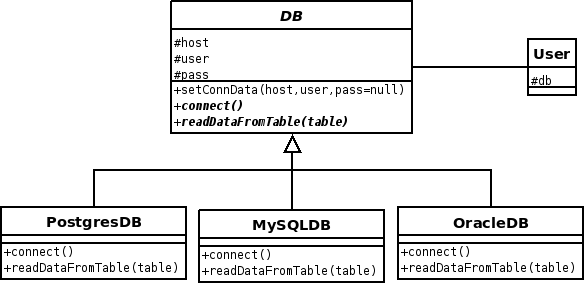 DB
#host
#user
#pass
+setConnData(host,user,pass=null)
+connect()
+readDataFromTable(table)
User
#db
PostgresDB
+connect()
+readDataFromTable(table)
MySQLDB
+connect()
+readDataFromTable(table)
OracleDB
+connect()
+readDataFromTable(table)